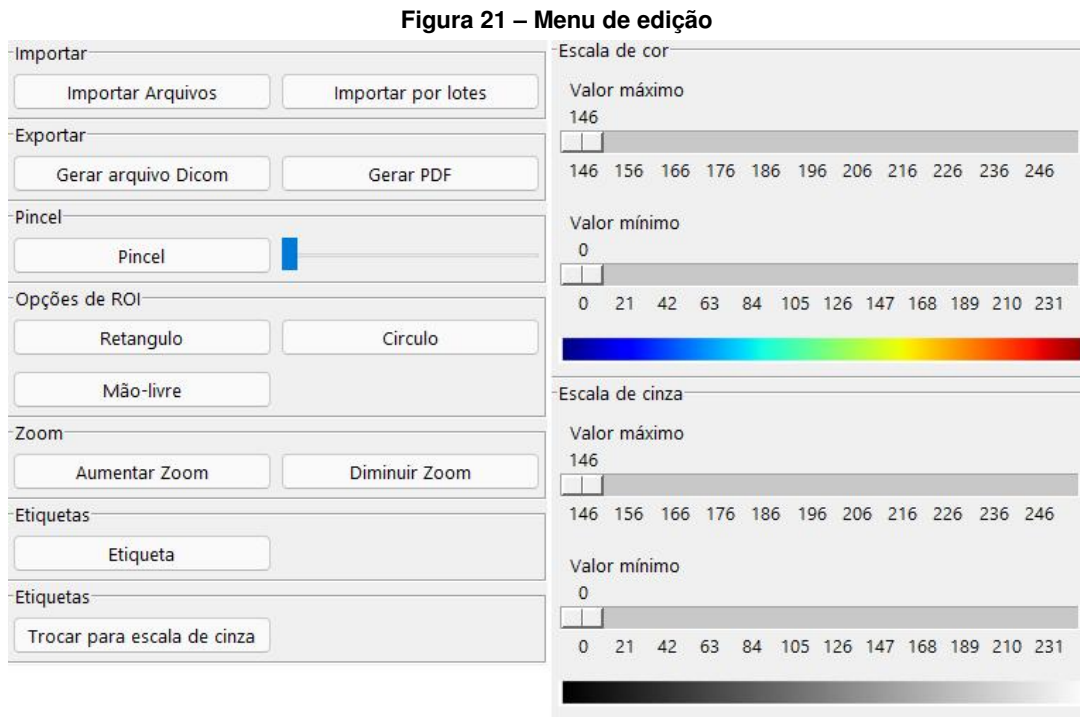 Figura 21 – Menu de edição
Importar
Importar Arquivos Importar por lotes
Exportar
Gerar arquivo Dicom Gerar PDF
Pincel
Pincel
Opções de ROI
Retangulo Circulo
Mão-livre
Zoom
Aumentar Zoom Diminuir Zoom
Etiquetas
Etiqueta
Etiquetas
Trocar para escala de cinza
Escala de cor
Valor máximo
146
146 156 166 176 186 196 206 216 226 236 246
Valor mínimo
0
0 21 42 63 84 105 126 147 168 189 210 231
Escala de cinza
Valor máximo
146
146 156 166 176 186 196 206 216 226 236 246
Valor mínimo
0
0 21 42 63 84 105 126 147 168 189 210 231